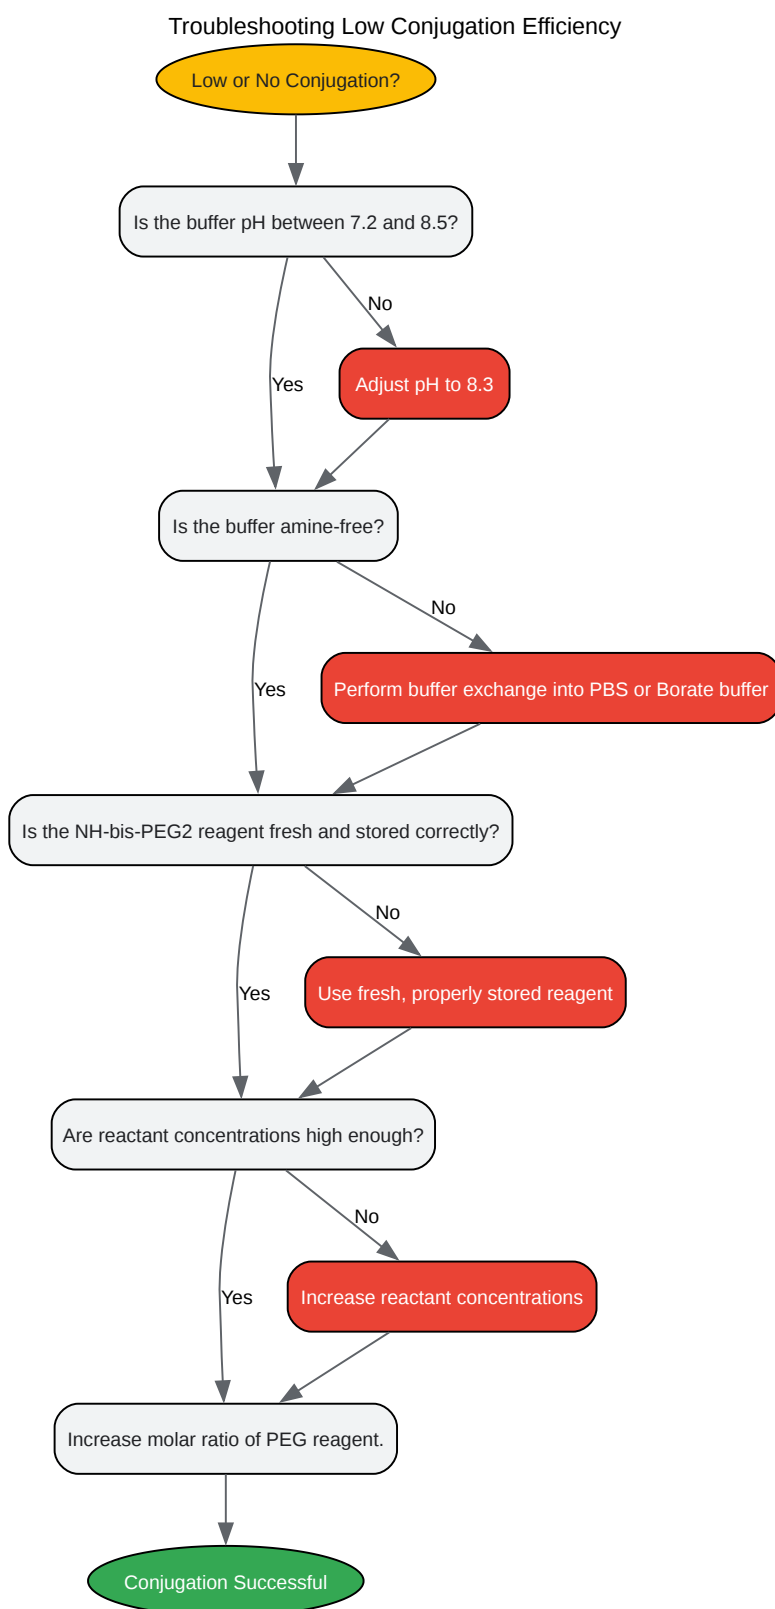 Troubleshooting Low Conjugation Efficiency
Low or No Conjugation?
Is the buffer pH between 7.2 and 8.5?
No
Yes
Adjust pH to 8.3
Is the buffer amine-free?
No
Yes
Perform buffer exchange into PBS or Borate buffer
Is the NH-bis-PEG2 reagent fresh and stored correctly?
No
Yes
Use fresh, properly stored reagent
Are reactant concentrations high enough?
No
Yes
Increase reactant concentrations
Increase molar ratio of PEG reagent.
Conjugation Successful